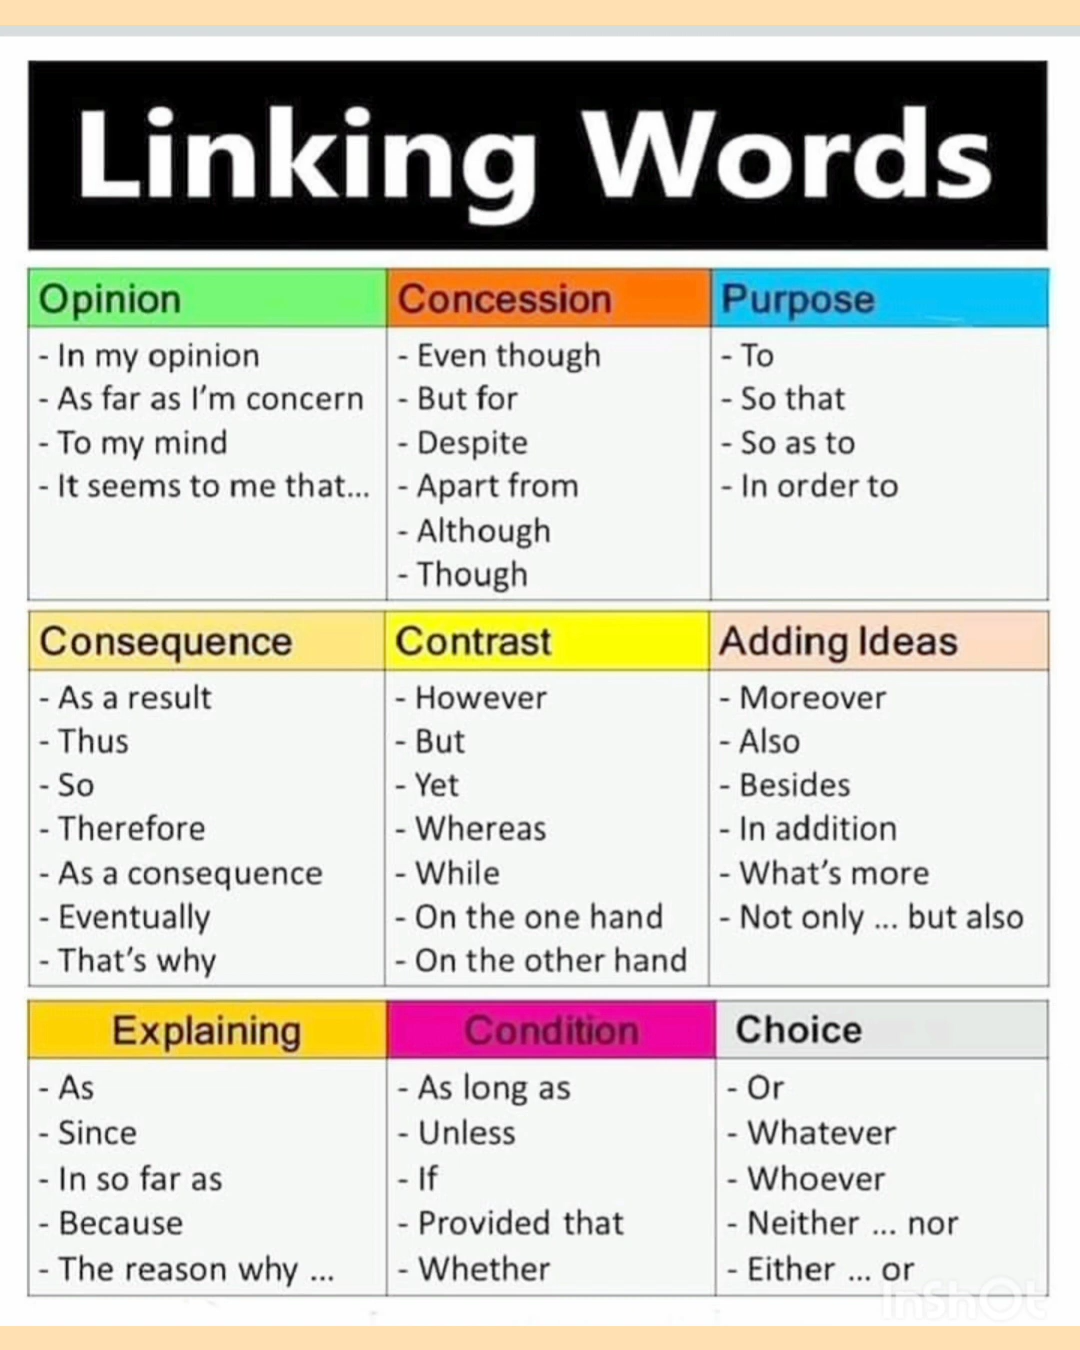 Linking Words
Opinion
- In my opinion
- As far as I'm concern
- To my mind
- It seems to me that...
Concession
- Even though
- But for
- Despite
- Apart from
- Although
- Though
Purpose
- To
- So that
- So as to
- In order to
Consequence
- As a result
- Thus
- So
- Therefore
- As a consequence
- Eventually
- That's why
Contrast
- However
- But
- Yet
- Whereas
- While
- On the one hand
- On the other hand
Adding Ideas
- Moreover
- Also
- Besides
- In addition
- What's more
- Not only ... but also
Explaining
- As
- Since
- In so far as
- Because
- The reason why ...
Condition
- As long as
- Unless
- If
- Provided that
- Whether
Choice
- Or
- Whatever
- Whoever
- Neither ... nor
- Either ... or
InShOt